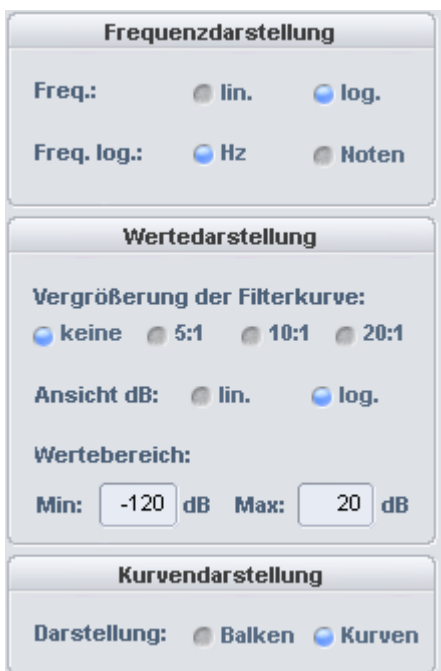 Frequenzdarstellung
Freq.: lin. log.
Freq. log.: Hz Noten
Wertedarstellung
Vergrößerung der Filterkurve:
keine 5:1 10:1 20:1
Ansicht dB: lin. log.
Wertebereich:
Min: -120 dB Max: 20 dB
Kurvendarstellung
Darstellung: Balken Kurven